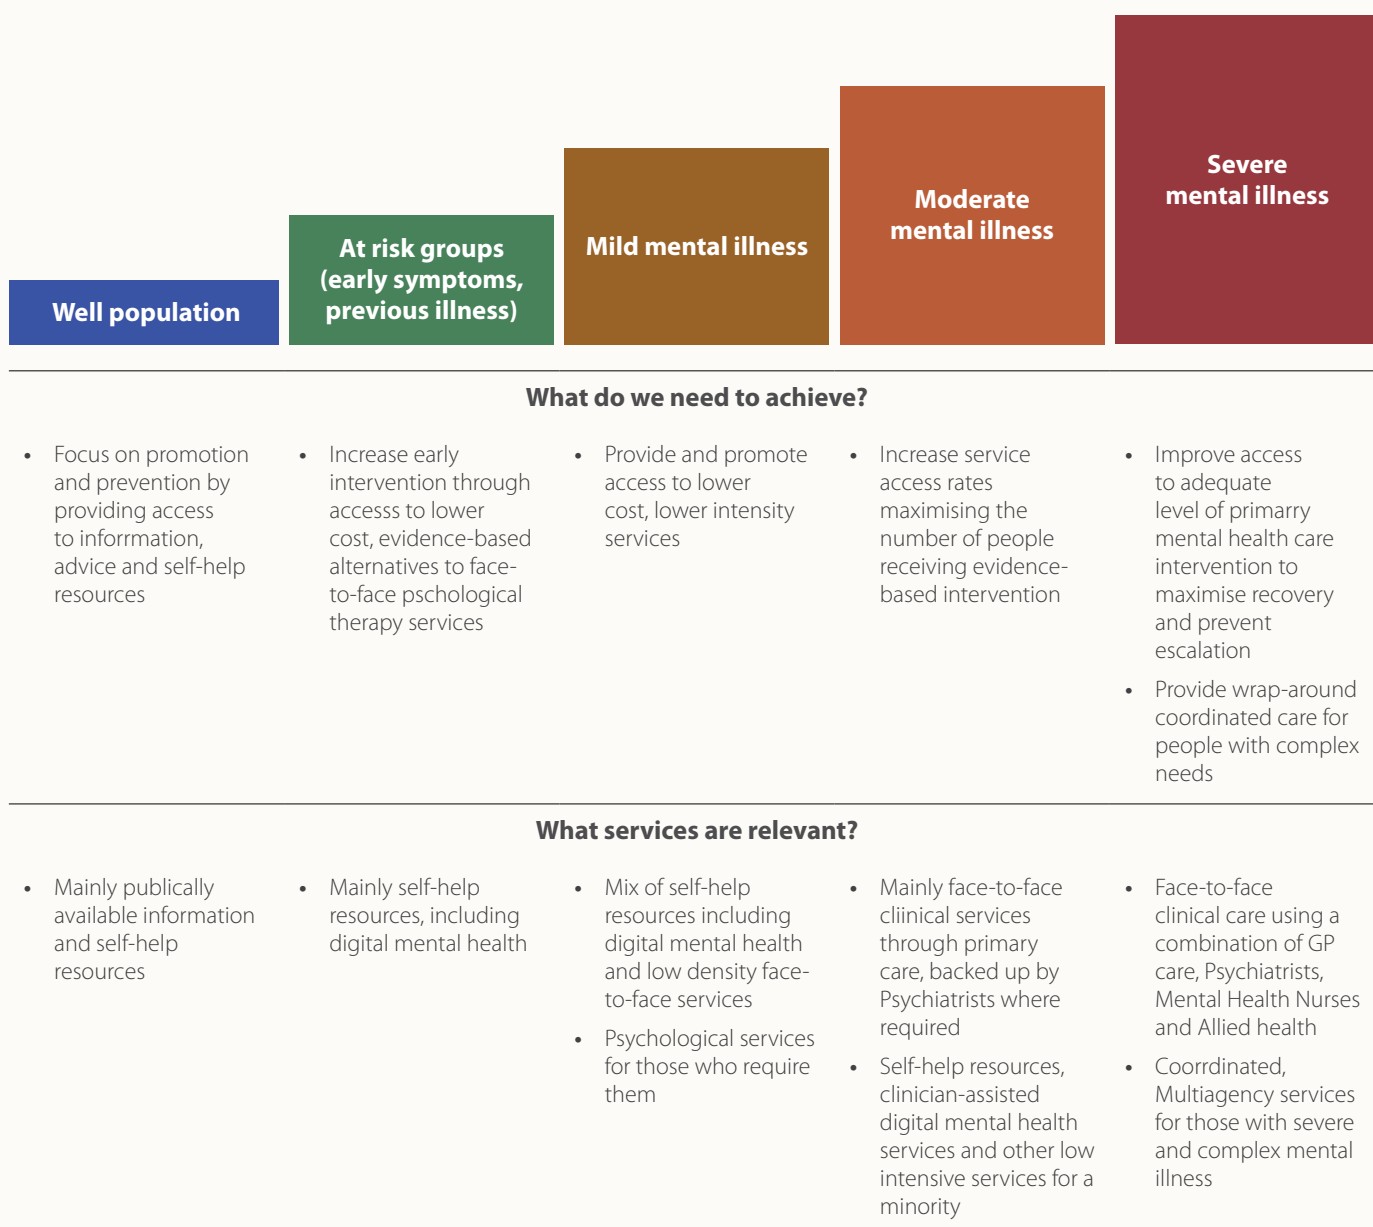 Well population
At risk groups
(early symptoms,
previous illness)
Mild mental illness
Moderate
mental illness
Severe
mental illness
What do we need to achieve?
• Focus on promotion
and prevention by
providing access
to inforrmation,
advice and self-help
resources
• Increase early
intervention through
accesss to lower
cost, evidence-based
alternatives to face-
to-face pschological
therapy services
• Provide and promote
access to lower
cost, lower intensity
services
• Increase service
access rates
maximising the
number of people
receiving evidence-
based intervention
• Improve access
to adequate
level of primarry
mental health care
intervention to
maximise recovery
and prevent
escalation
• Provide wrap-around
coordinated care for
people with complex
needs
What services are relevant?
• Mainly publically
available information
and self-help
resources
• Mainly self-help
resources, including
digital mental health
• Mix of self-help
resources including
digital mental health
and low density face-
to-face services
• Psychological services
for those who require
them
• Mainly face-to-face
cliinical services
through primary
care, backed up by
Psychiatrists where
required
• Self-help resources,
clinician-assisted
digital mental health
services and other low
intensive services for a
minority
• Face-to-face
clinical care using a
combination of GP
care, Psychiatrists,
Mental Health Nurses
and Allied health
• Coorrdinated,
Multiagency services
for those with severe
and complex mental
illness